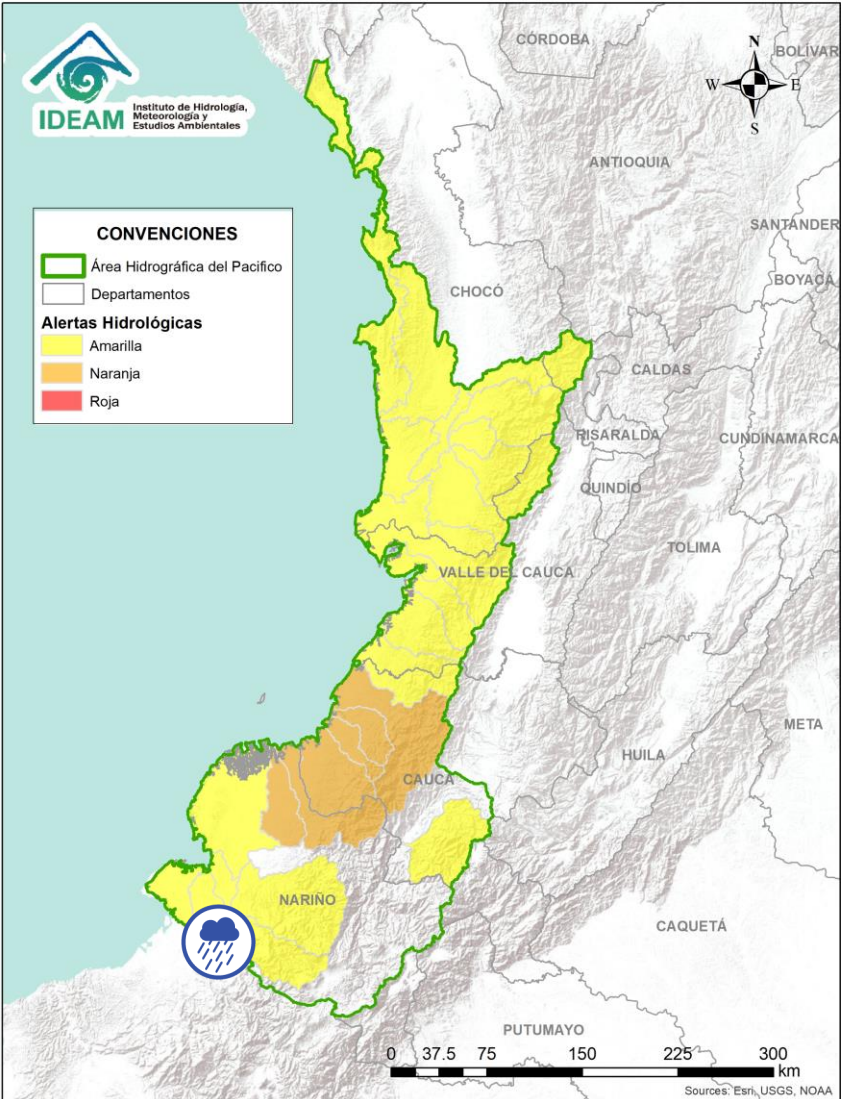 IDEAM
Instituto de Hidrología,
Meteorología y
Estudios Ambientales
N
W
E
S
CÓRDOBA
BOLÍVAR
ANTIOQUIA
SANTANDER
BOYACÁ
CONVENCIONES
Área Hidrográfica del Pacifico
Departamentos
Alertas Hidrológicas
Amarilla
Naranja
Roja
CHOCÓ
CALDAS
RISARALDA
CUNDINAMARCA
QUINDÍO
TOLIMA
VALLE DEL CAUCA
META
HUILA
CAUCA
NARIÑO
CAQUETÁ
PUTUMAYO
0 37.5 75 150 225 300
km
Sources: Esri, USGS, NOAA